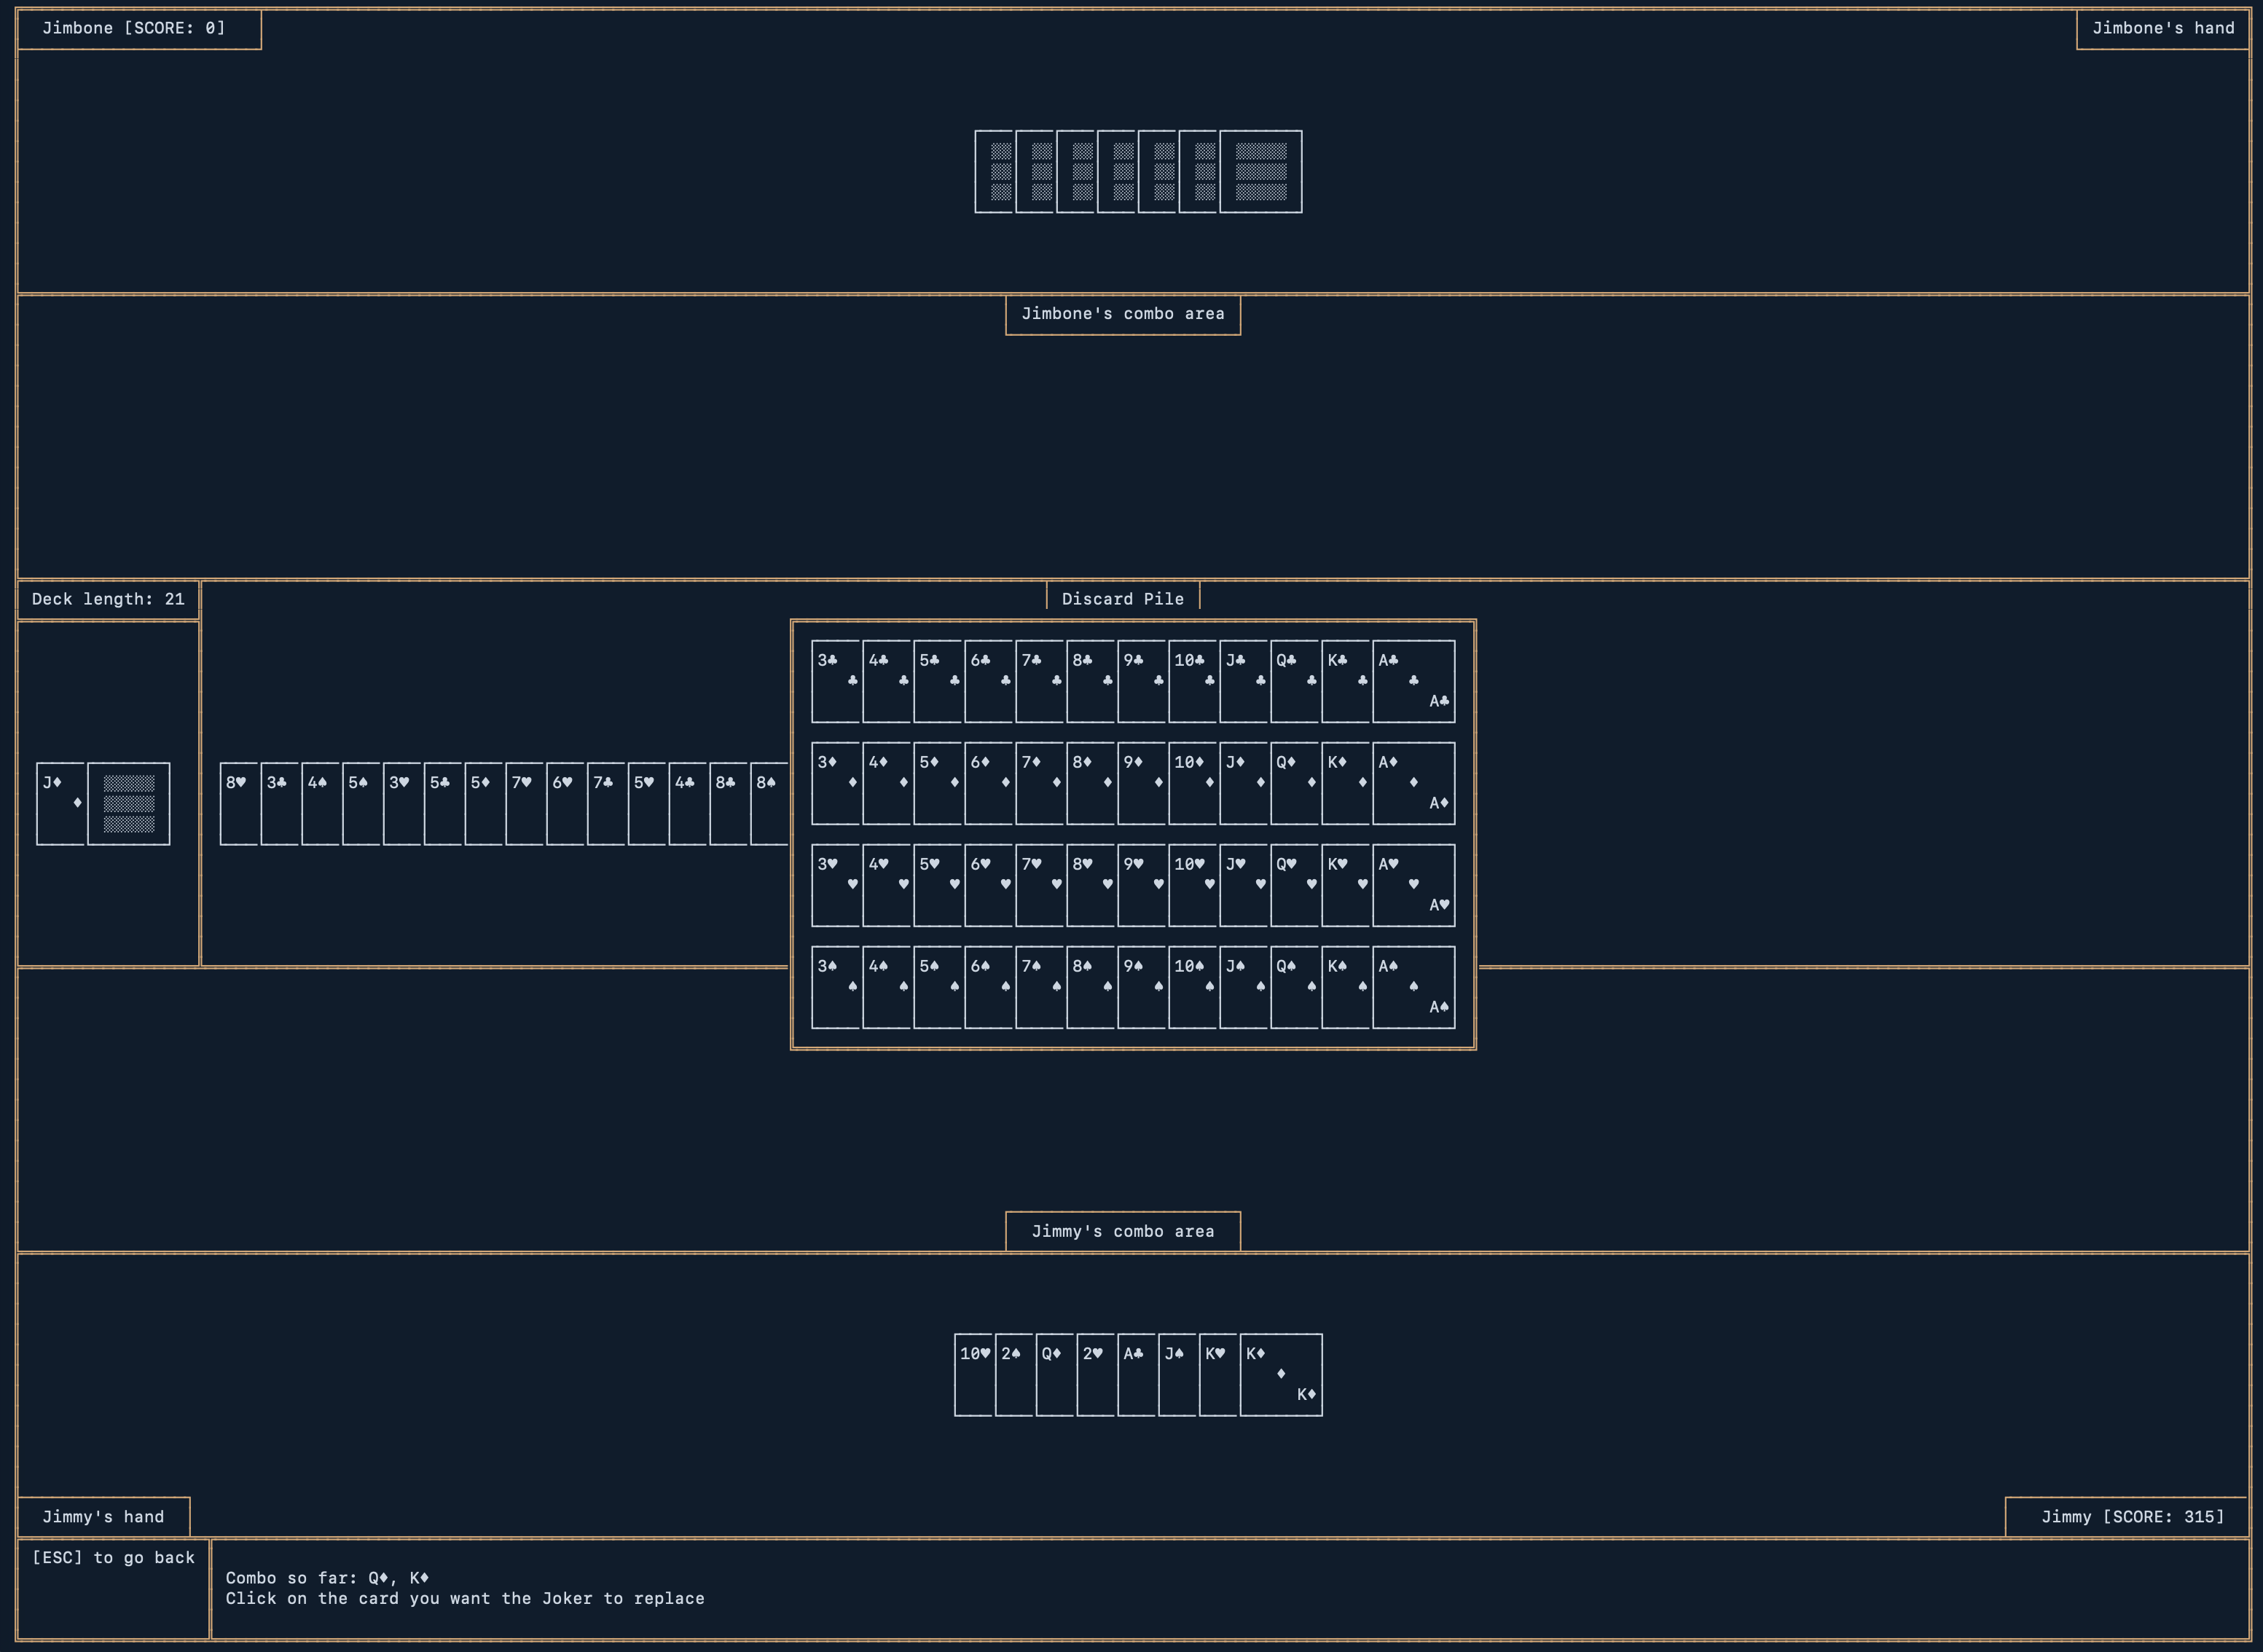 Jimbone [SCORE: 0]
Jimbone's hand
Jimbone's combo area
Deck length: 21
Discard Pile
3♣ ♣ 4♣ ♣ 5♣ ♣ 6♣ ♣ 7♣ ♣ 8♣ ♣ 9♣ ♣ 10♣ ♣ J♣ ♣ Q♣ ♣ K♣ ♣ A♣ ♣ A♣
J♦ ♦
8♥ 3♣ 4♠ 5♠ 3♥ 5♣ 5♦ 7♥ 6♥ 7♣ 5♥ 4♣ 8♣ 8♠
3♦ ♦ 4♦ ♦ 5♦ ♦ 6♦ ♦ 7♦ ♦ 8♦ ♦ 9♦ ♦ 10♦ ♦ J♦ ♦ Q♦ ♦ K♦ ♦ A♦ ♦ A♦
3♥ ♥ 4♥ ♥ 5♥ ♥ 6♥ ♥ 7♥ ♥ 8♥ ♥ 9♥ ♥ 10♥ ♥ J♥ ♥ Q♥ ♥ K♥ ♥ A♥ ♥ A♥
3♠ ♠ 4♠ ♠ 5♠ ♠ 6♠ ♠ 7♠ ♠ 8♠ ♠ 9♠ ♠ 10♠ ♠ J♠ ♠ Q♠ ♠ K♠ ♠ A♠ ♠ A♠
Jimmy's combo area
10♥ 2♠ Q♦ 2♥ A♣ J♠ K♥ K♦ ♦ K♦
Jimmy's hand
Jimmy [SCORE: 315]
[ESC] to go back
Combo so far: Q♦, K♦
Click on the card you want the Joker to replace